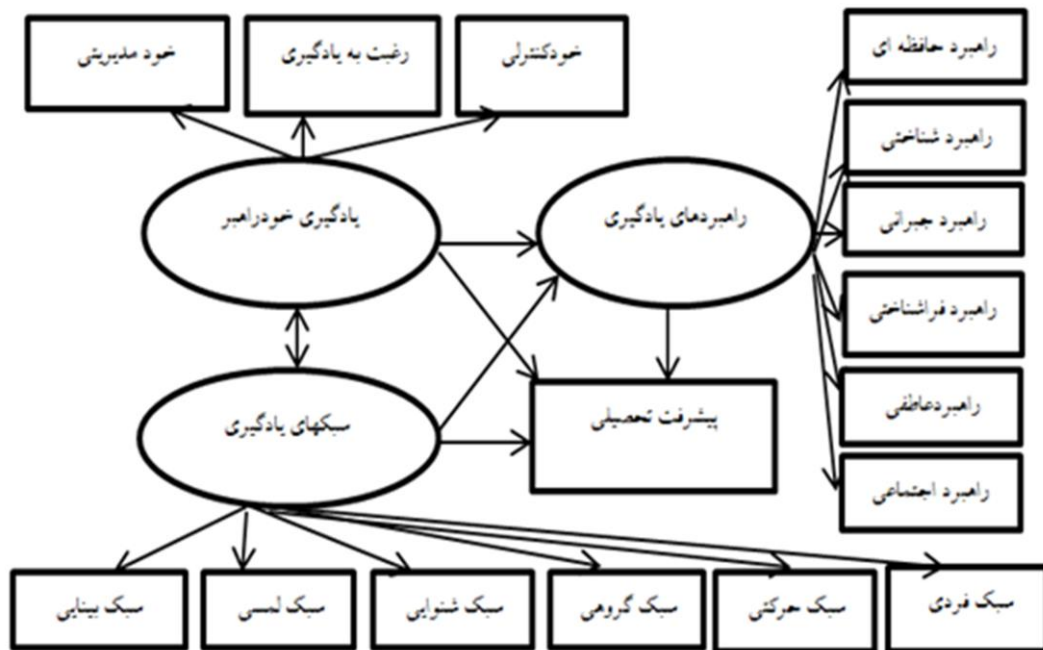 راهبرد حافظه ای
خودکنترلی
رغبت به یادگیری
خود مدیریتی
راهبرد شناختی
راهبردهای یادگیری
یادگیری خودراهبر
راهبرد جبرانی
راهبرد فراشناختی
پیشرفت تحصیلی
سبکهای یادگیری
راهبردعاطفی
راهبرد اجتماعی
سبک فردی
سبک حرکتی
سبک گروهی
سبک شنوایی
سبک لمسی
سبک بینایی